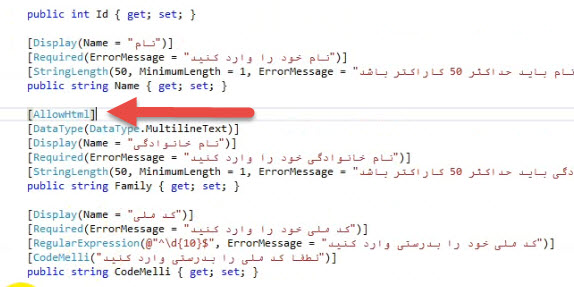 public int Id { get; set; }
[Display(Name = "نام")]
[Required(ErrorMessage = "نام خود را وارد کنید")]
[StringLength(50, MinimumLength = 1, ErrorMessage = "نام باید حداکثر 50 کاراکتر باشد
public string Name { get; set; }
[AllowHtml]
[DataType(DataType.MultilineText)]
[Display(Name = "نام خانوادگی")]
[Required(ErrorMessage = "نام خانوادگی خود را وارد کنید")]
[StringLength(50, MinimumLength = 1, ErrorMessage = "دگی باید حداکثر 50 کاراکتر باشد
public string Family { get; set; }
[Display(Name = "کد ملی")]
[Required(ErrorMessage = "کد ملی خود را وارد کنید")]
[RegularExpression(@"^\d{10}$", ErrorMessage = "کد ملی خود را بدرستی وارد کنید")]
[CodeMelli("لطفا کد ملی را بدرستی وارد کنید")]
public string CodeMelli { get; set; }